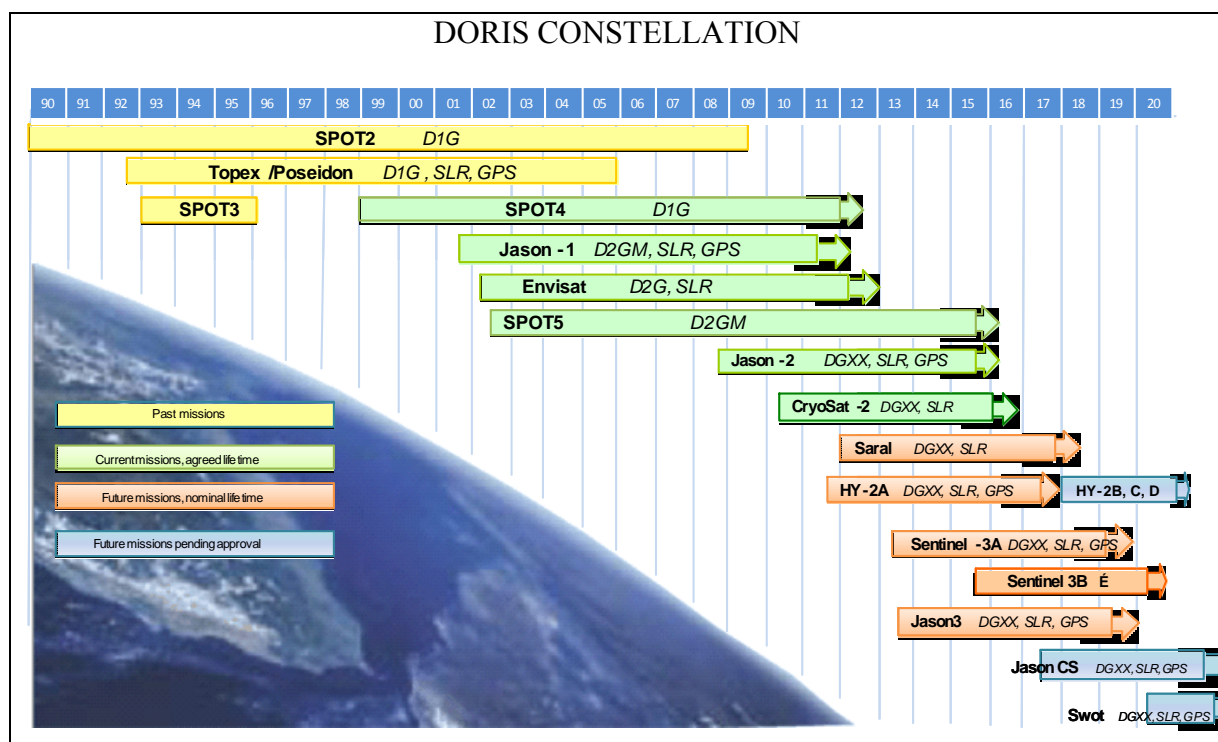 DORIS CONSTELLATION
90 91 92 93 94 95 96 97 98 99 00 01 02 03 04 05 06 07 08 09 10 11 12 13 14 15 16 17 18 19 20
SPOT2 D1G
Topex /Poseidon D1G , SLR, GPS
SPOT3 SPOT4 D1G
Jason -1 D2GM, SLR, GPS
Envisat D2G, SLR
SPOT5 D2GM
Jason -2 DGXX, SLR, GPS
CryoSat -2 DGXX, SLR
Past missions
Saral DGXX, SLR
Current missions, agreed life time
HY -2A DGXX, SLR, GPS HY -2B, C, D
Future missions, nominal life time
Sentinel -3A DGXX, SLR, GPS
Future missions pending approval
Sentinel 3B É
Jason3 DGXX, SLR, GPS
Jason CS DGXX,SLR,GPS
Swot DGXX,SLR,GPS